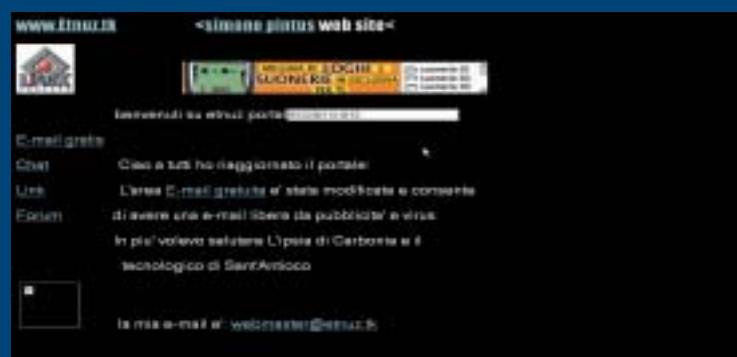 www.Etnuz.tk <simone pintus web site<
LOGHI E
SUONERIE
benvenuti su etnuz portal
E-mail gratis
Chat Ciao a tutti ho riaggiornato il portale:
Link L'area E-mail gratuita e' stata modificata e consente
Forum di avere una e-mail libera da pubblicita' e virus
In piu' volevo salutare L'ipsia di Carbonia e il
tecnologico di Sant'Antioco
la mia e-mail e' webmaster@etnuz.tk